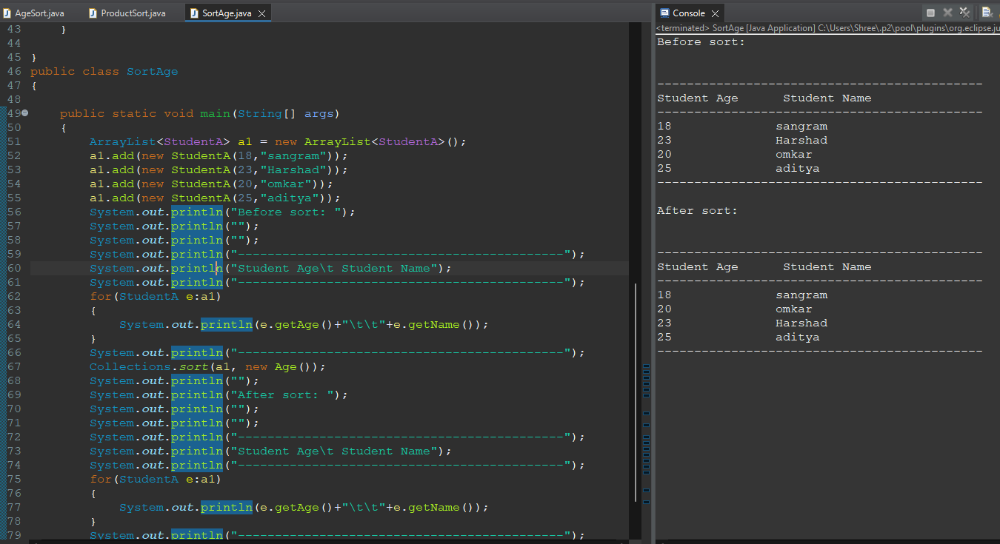 AgeSort.java ProductSort.java SortAge.java
43 }
44
45 }
46 public class SortAge
47 {
48
49 public static void main(String[] args)
50 {
51 ArrayList<StudentA> a1 = new ArrayList<StudentA>();
52 a1.add(new StudentA(18,"sangram"));
53 a1.add(new StudentA(23,"Harshad"));
54 a1.add(new StudentA(20,"omkar"));
55 a1.add(new StudentA(25,"aditya"));
56 System.out.println("Before sort: ");
57 System.out.println("");
58 System.out.println("");
59 System.out.println("--------------------------------------------");
60 System.out.println("Student Age\t Student Name");
61 System.out.println("--------------------------------------------");
62 for(StudentA e:a1)
63 {
64 System.out.println(e.getAge()+"\t\t"+e.getName());
65 }
66 System.out.println("--------------------------------------------");
67 Collections.sort(a1, new Age());
68 System.out.println("");
69 System.out.println("After sort: ");
70 System.out.println("");
71 System.out.println("");
72 System.out.println("--------------------------------------------");
73 System.out.println("Student Age\t Student Name");
74 System.out.println("--------------------------------------------");
75 for(StudentA e:a1)
76 {
77 System.out.println(e.getAge()+"\t\t"+e.getName());
78 }
79 System.out.println("--------------------------------------------");
Console
<terminated> SortAge [Java Application] C:\Users\Shree\.p2\pool\plugins\org.eclipse.ju
Before sort:
--------------------------------------------
Student Age Student Name
--------------------------------------------
18 sangram
23 Harshad
20 omkar
25 aditya
--------------------------------------------
After sort:
--------------------------------------------
Student Age Student Name
--------------------------------------------
18 sangram
20 omkar
23 Harshad
25 aditya
--------------------------------------------